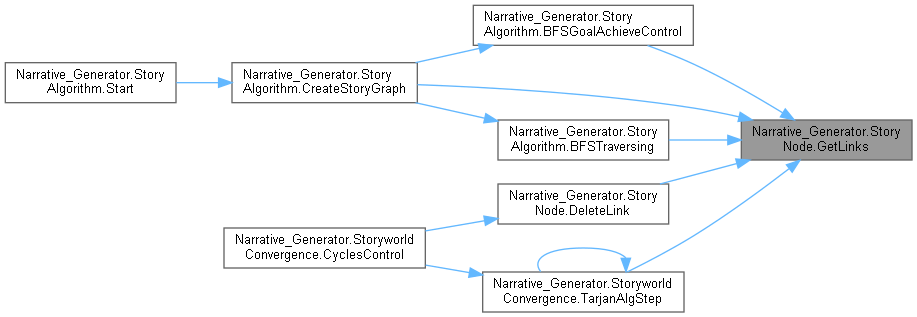 Narrative_Generator.Story
Algorithm.BFSGoalAchieveControl
Narrative_Generator.Story
Algorithm.Start
Narrative_Generator.Story
Algorithm.CreateStoryGraph
Narrative_Generator.Story
Algorithm.BFSTraversing
Narrative_Generator.Story
Node.GetLinks
Narrative_Generator.Story
Node.DeleteLink
Narrative_Generator.Storyworld
Convergence.CyclesControl
Narrative_Generator.Storyworld
Convergence.TarjanAlgStep